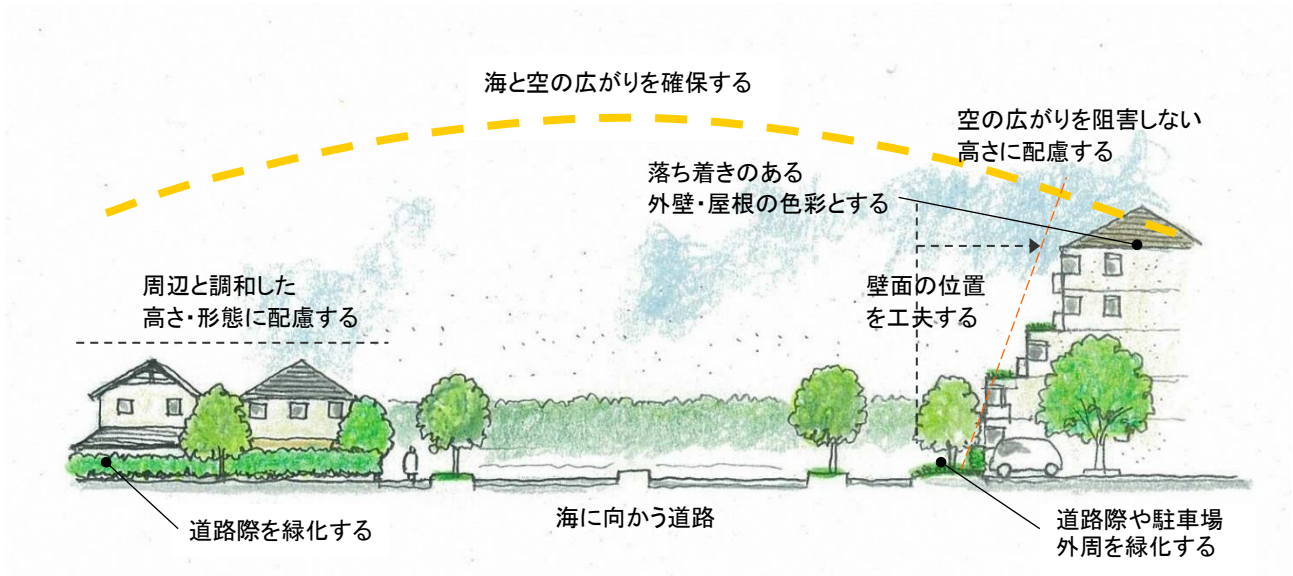 海と空の広がりを確保する
空の広がりを阻害しない
高さに配慮する
落ち着きのある
外壁・屋根の色彩とする
周辺と調和した
高さ・形態に配慮する
壁面の位置
を工夫する
道路際を緑化する
海に向かう道路
道路際や駐車場
外周を緑化する